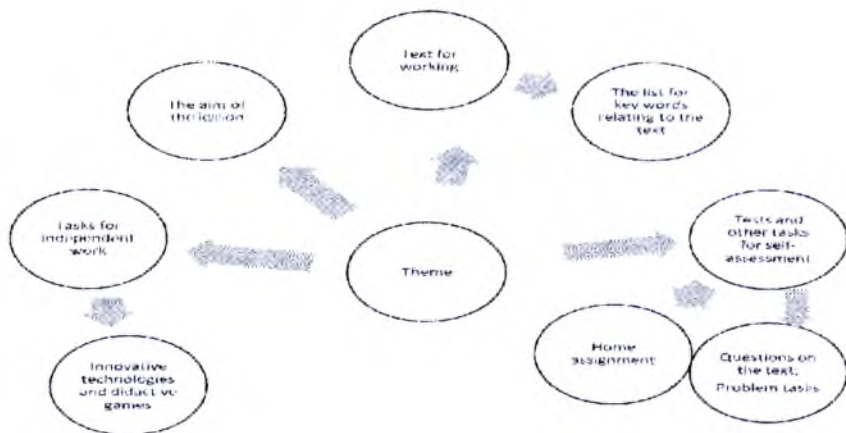 Text for
working
The aim of
the lesson
The list for
key words
relating to the
text
Tasks for
independent
work
Theme
Tests and
other tasks
for self-
assessment
Home
assignment
Questions on
the text;
Problem tasks
Innovative
technologies
and didactive
games